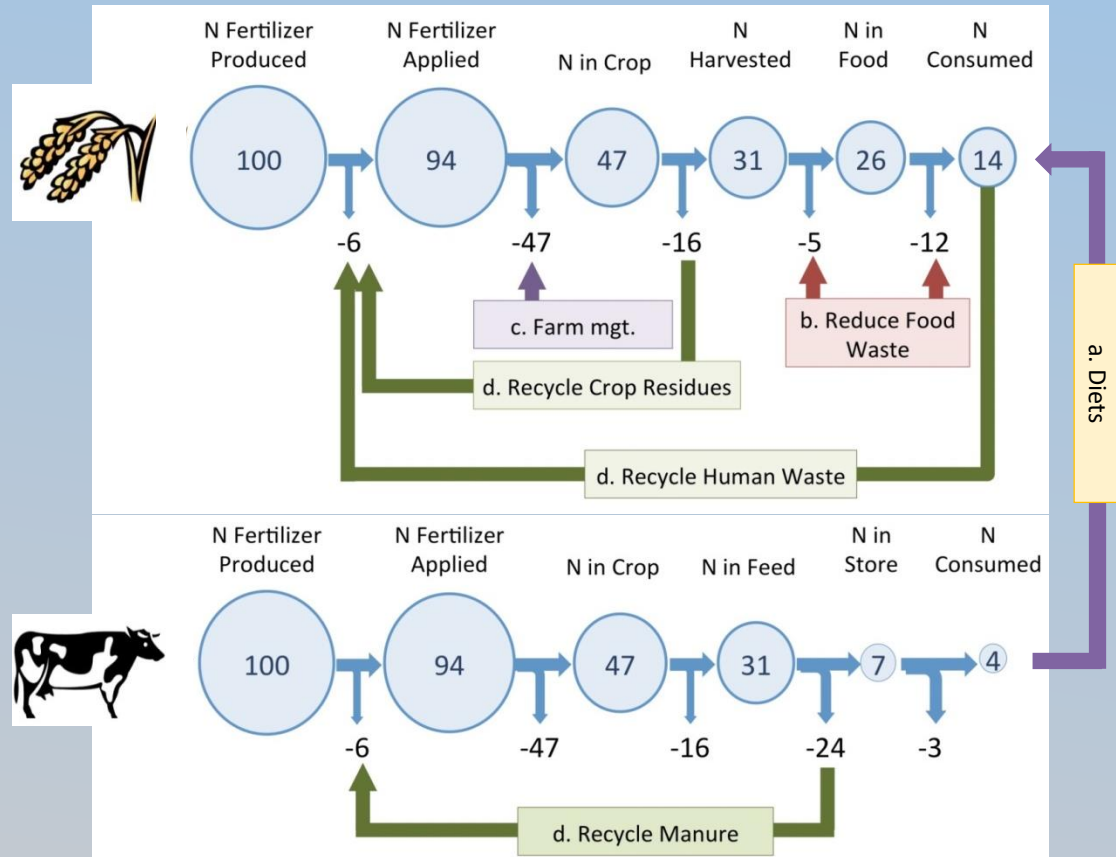 N Fertilizer
Produced
N Fertilizer
Applied
N in Crop
N
Harvested
N in
Food
N
Consumed
100
94
47
31
26
14
-6
-47
-16
-5
-12
c. Farm mgt.
b. Reduce Food
Waste
d. Recycle Crop Residues
d. Recycle Human Waste
a. Diets
N Fertilizer
Produced
N Fertilizer
Applied
N in Crop
N in Feed
N in
Store
N
Consumed
100
94
47
31
7
4
-6
-47
-16
-24
-3
d. Recycle Manure